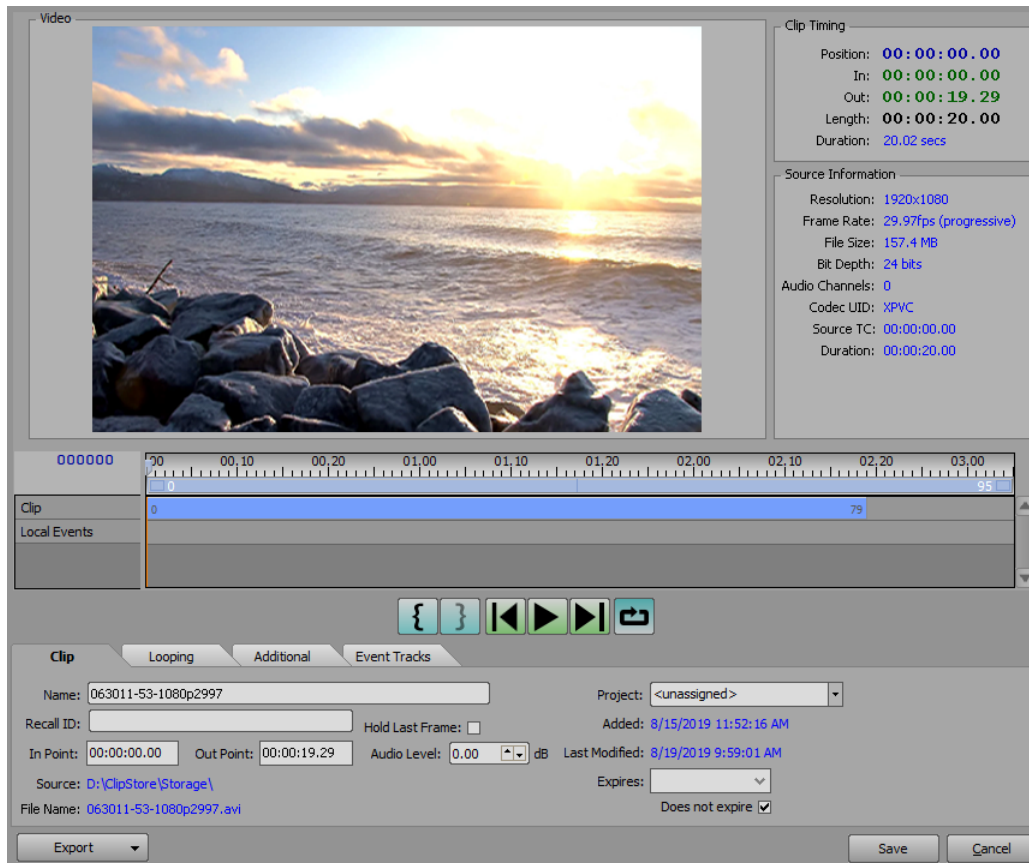 Video
Clip Timing
Position: 00:00:00.00
In: 00:00:00.00
Out: 00:00:19.29
Length: 00:00:20.00
Duration: 20.02 secs
Source Information
Resolution: 1920x1080
Frame Rate: 29.97fps (progressive)
File Size: 157.4 MB
Bit Depth: 24 bits
Audio Channels: 0
Codec UID: XPVC
Source TC: 00:00:00.00
Duration: 00:00:20.00
000000 00 00.10 00.20 01.00 01.10 01.20 02.00 02.10 02.20 03.00
0 95
Clip 0 79
Local Events
Clip Looping Additional Event Tracks
Name: 063011-53-1080p2997 Project: <unassigned>
Recall ID: Hold Last Frame: Added: 8/15/2019 11:52:16 AM
In Point: 00:00:00.00 Out Point: 00:00:19.29 Audio Level: 0.00 dB Last Modified: 8/19/2019 9:59:01 AM
Source: D:\ClipStore\Storage\ Expires:
File Name: 063011-53-1080p2997.avi Does not expire
Export Save Cancel